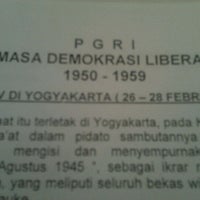 P G R I
MASA DEMOKRASI LIBERA
1950 - 1959
V DI YOGYAKARTA ( 26 – 28 FEBR
at itu terletak di Yogyakarta, pada K
a'at dalam pidato sambutannya
mengisi dan menyempurnak
Agustus 1945 ", sebagai ikrar n
, yang meliputi seluruh bekas wi